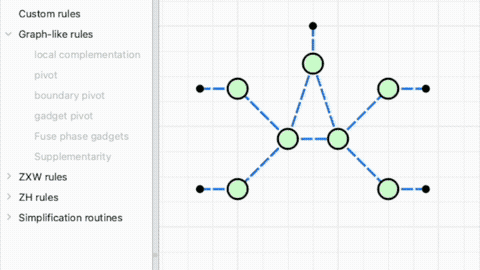 Custom rules
Graph-like rules
local complementation
pivot
boundary pivot
gadget pivot
Fuse phase gadgets
Supplementarity
ZXW rules
ZH rules
Simplification routines